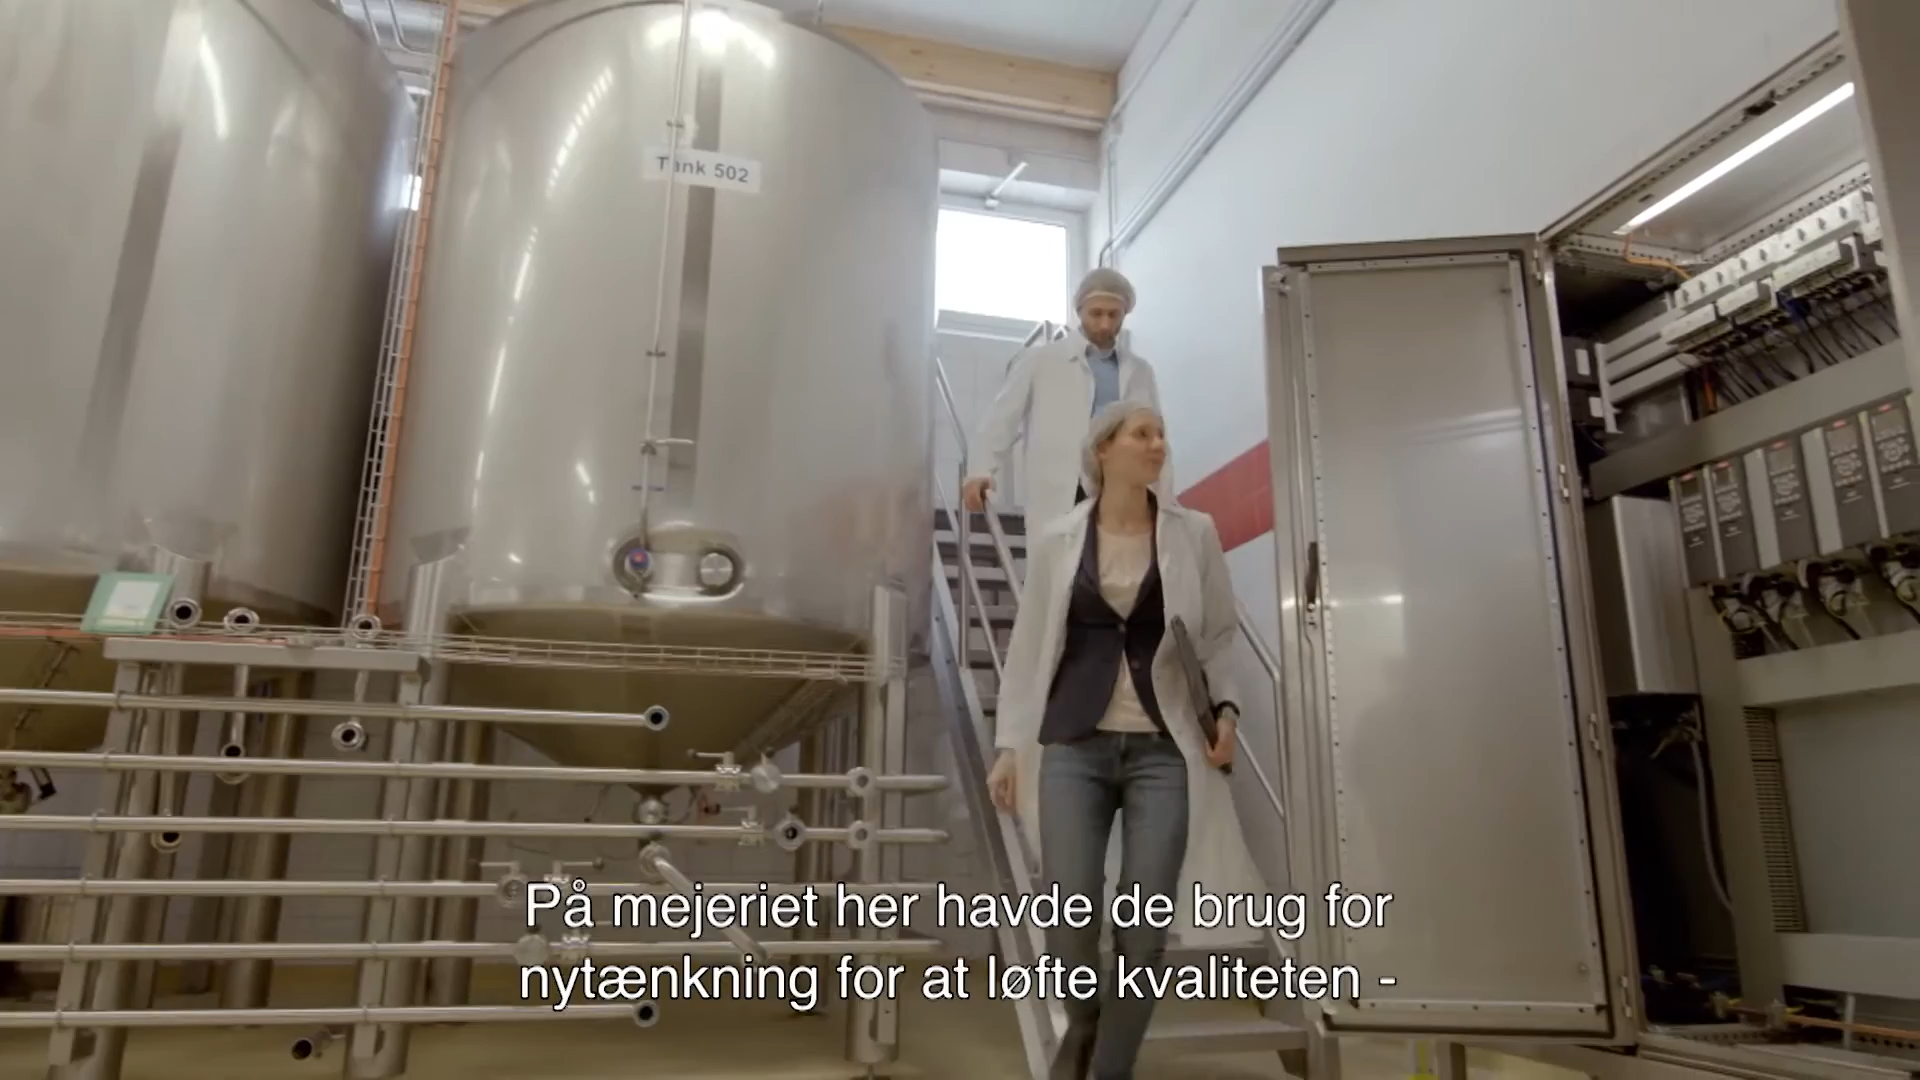 Tank 502
På mejeriet her havde de brug for
nytænkning for at løfte kvaliteten -